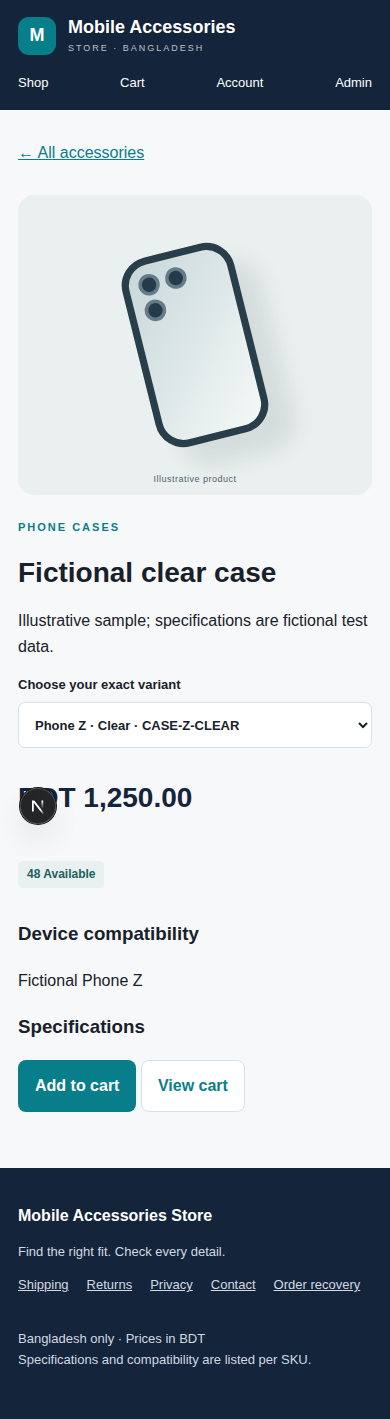 M
Mobile Accessories
STORE · BANGLADESH
Shop Cart Account Admin
← All accessories
Illustrative product
PHONE CASES
Fictional clear case
Illustrative sample; specifications are fictional test
data.
Choose your exact variant
Phone Z · Clear · CASE-Z-CLEAR
N
1,250.00
48 Available
Device compatibility
Fictional Phone Z
Specifications
Add to cart View cart
Mobile Accessories Store
Find the right fit. Check every detail.
Shipping Returns Privacy Contact Order recovery
Bangladesh only · Prices in BDT
Specifications and compatibility are listed per SKU.